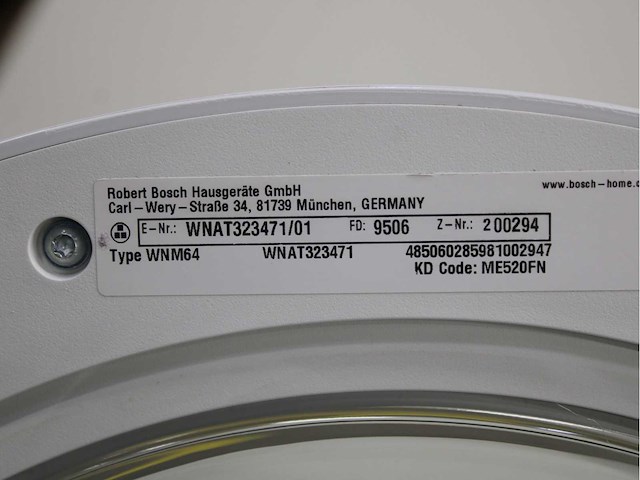 Robert Bosch Hausgeräte GmbH
www.bosch-home.c
Carl-Wery-Straße 34, 81739 München, GERMANY
E-Nr.: WNAT323471/01 FD: 9506 Z-Nr.: 200294
Type WNM64 WNAT323471 485060285981002947
KD Code: ME520FN